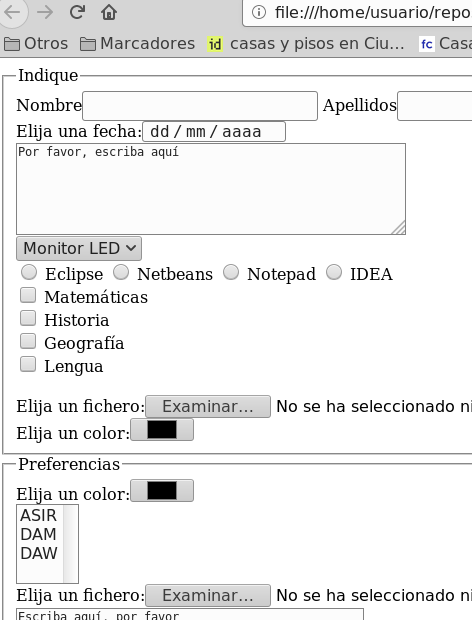 file:///home/usuario/repo
Otros Marcadores casas y pisos en Ciu… Casa
Indique
Nombre Apellidos
Elija una fecha: dd / mm / aaaa
Por favor, escriba aquí
Monitor LED
Eclipse Netbeans Notepad IDEA
Matemáticas
Historia
Geografía
Lengua
Elija un fichero: Examinar… No se ha seleccionado ni
Elija un color:
Preferencias
Elija un color:
ASIR
DAM
DAW
Elija un fichero: Examinar… No se ha seleccionado ni
Escriba aquí, por favor